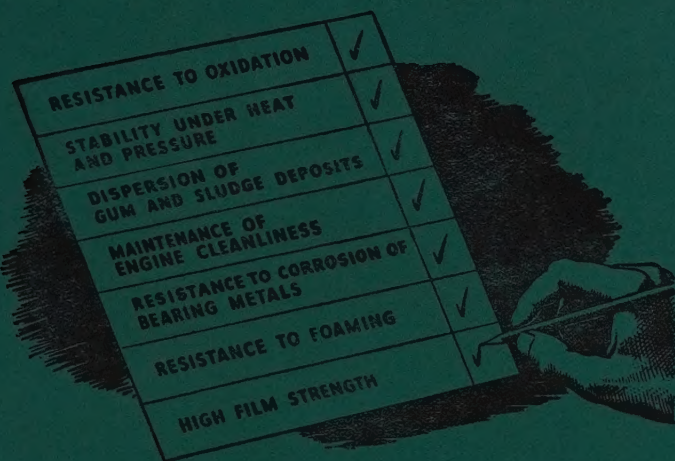 RESISTANCE TO OXIDATION
STABILITY UNDER HEAT
AND PRESSURE
DISPERSION OF
GUM AND SLUDGE DEPOSITS
MAINTENANCE OF
ENGINE CLEANLINESS
RESISTANCE TO CORROSION OF
BEARING METALS
RESISTANCE TO FOAMING
HIGH FILM STRENGTH